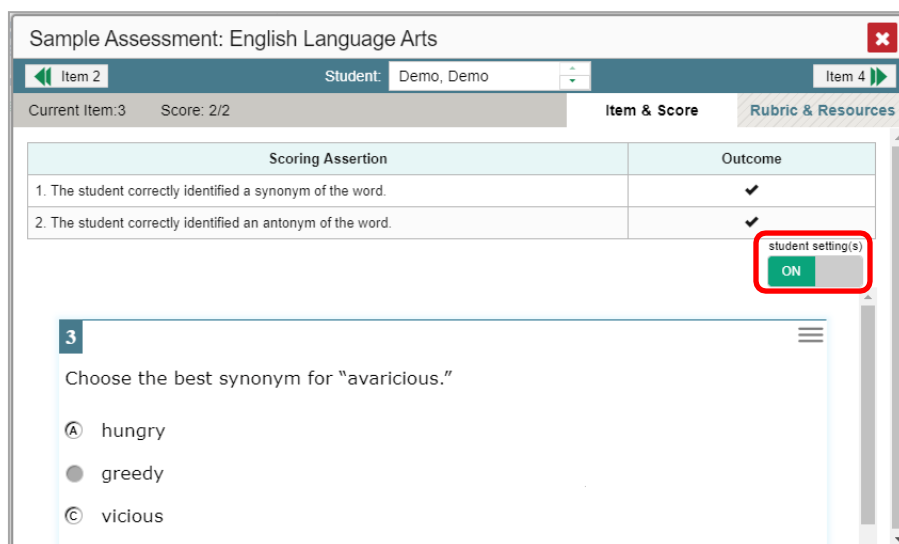 Sample Assessment: English Language Arts
Item 2
Student: Demo, Demo
Item 4
Current Item:3 Score: 2/2
Item & Score
Rubric & Resources
Scoring Assertion Outcome
1. The student correctly identified a synonym of the word.
2. The student correctly identified an antonym of the word.
student setting(s)
ON
3
Choose the best synonym for “avaricious.”
A hungry
greedy
C vicious